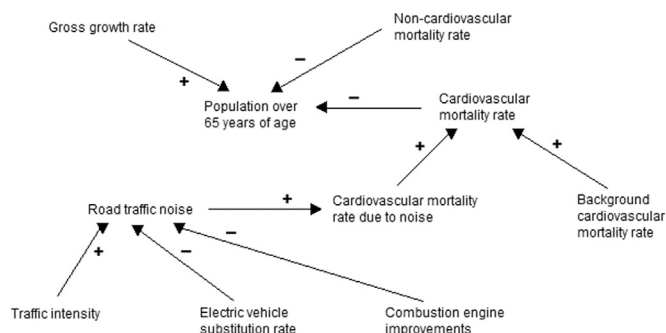 Gross growth rate
Non-cardiovascular
mortality rate
+
−
Population over
65 years of age
−
Cardiovascular
mortality rate
+
+
Road traffic noise
+
Cardiovascular mortality
rate due to noise
Background
cardiovascular
mortality rate
+
−
−
Traffic intensity
Electric vehicle
substitution rate
Combustion engine
improvements